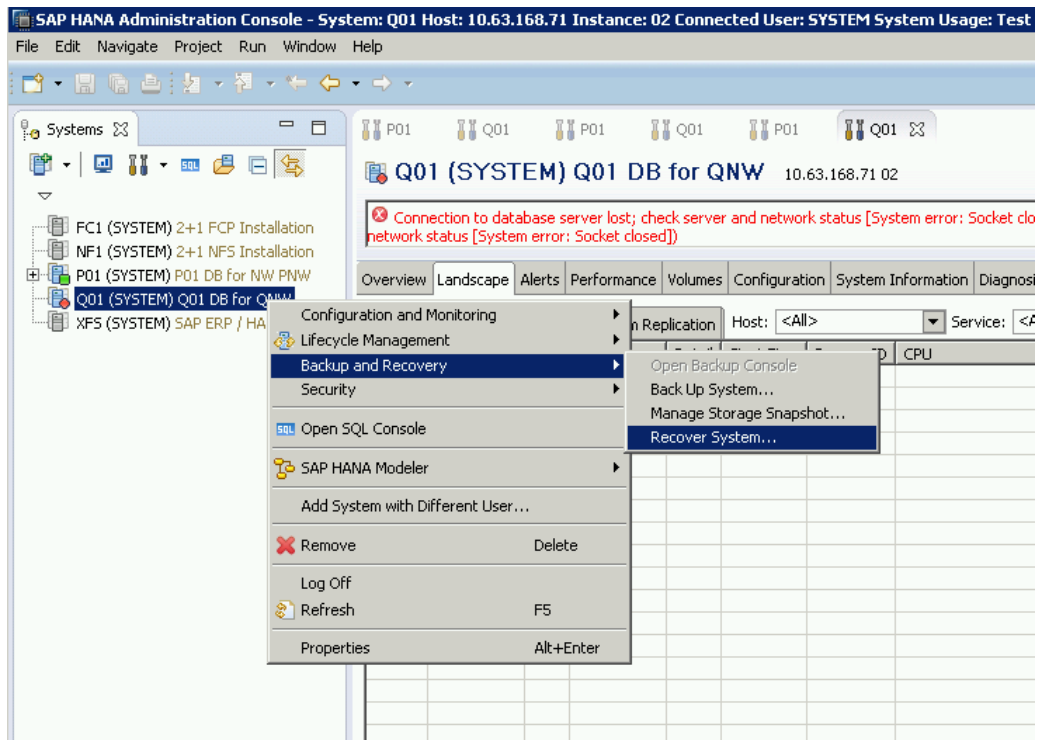 SAP HANA Administration Console - System: Q01 Host: 10.63.168.71 Instance: 02 Connected User: SYSTEM System Usage: Test
File Edit Navigate Project Run Window Help
Systems
P01 Q01 P01 Q01 P01 Q01
Q01 (SYSTEM) Q01 DB for QNW 10.63.168.71 02
Connection to database server lost; check server and network status [System error: Socket clo
network status [System error: Socket closed])
FC1 (SYSTEM) 2+1 FCP Installation
NF1 (SYSTEM) 2+1 NFS Installation
P01 (SYSTEM) P01 DB for NW PNW
Q01 (SYSTEM) Q01 DB for QNW
XFS (SYSTEM) SAP ERP / HA
Overview Landscape Alerts Performance Volumes Configuration System Information Diagnosi
n Replication Host: <All> Service: <A
CPU
Configuration and Monitoring
Lifecycle Management
Backup and Recovery
Security
SQL Open SQL Console
SAP HANA Modeler
Add System with Different User...
Remove Delete
Log Off
Refresh F5
Properties Alt+Enter
Open Backup Console
Back Up System...
Manage Storage Snapshot...
Recover System...